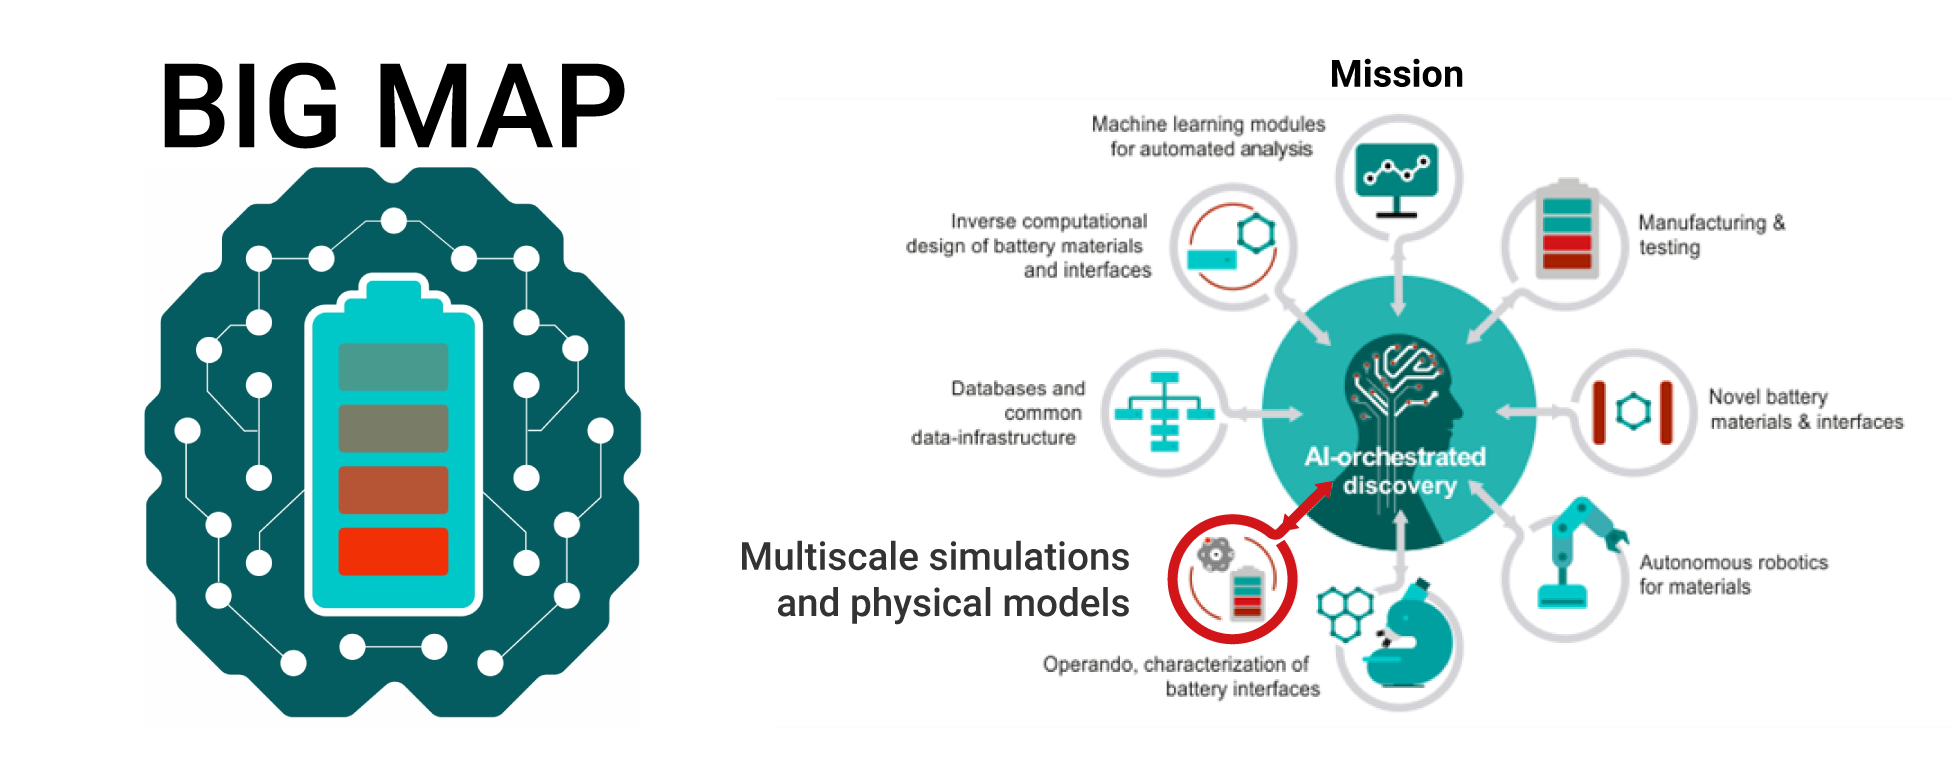 BIG MAP
Mission
Machine learning modules
for automated analysis
Inverse computational
design of battery materials
and interfaces
Manufacturing &
testing
Databases and
common
data-infrastructure
Novel battery
materials & interfaces
AI-orchestrated
discovery
Multiscale simulations
and physical models
Autonomous robotics
for materials
Operando, characterization of
battery interfaces